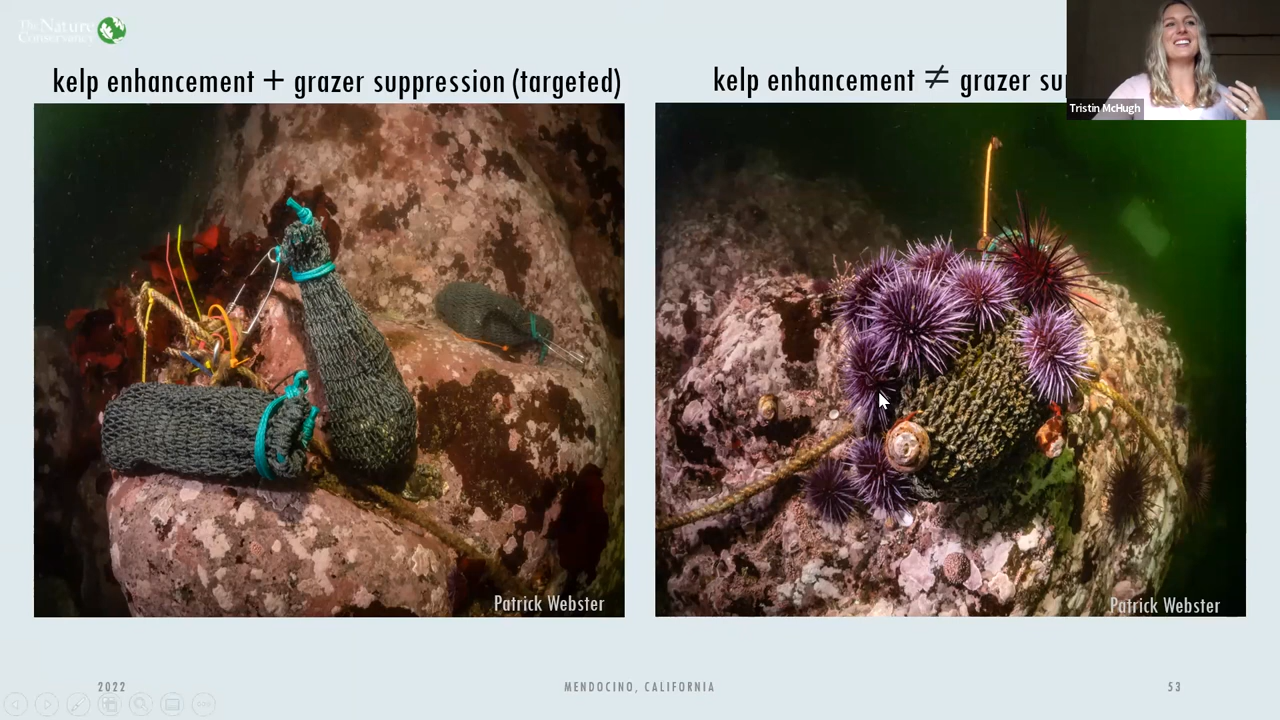 The Nature
Conservancy
kelp enhancement + grazer suppression (targeted)
kelp enhancement ≠ grazer su
Tristin McHugh
Patrick Webster
Patrick Webster
2022
MENDOCINO, CALIFORNIA
53